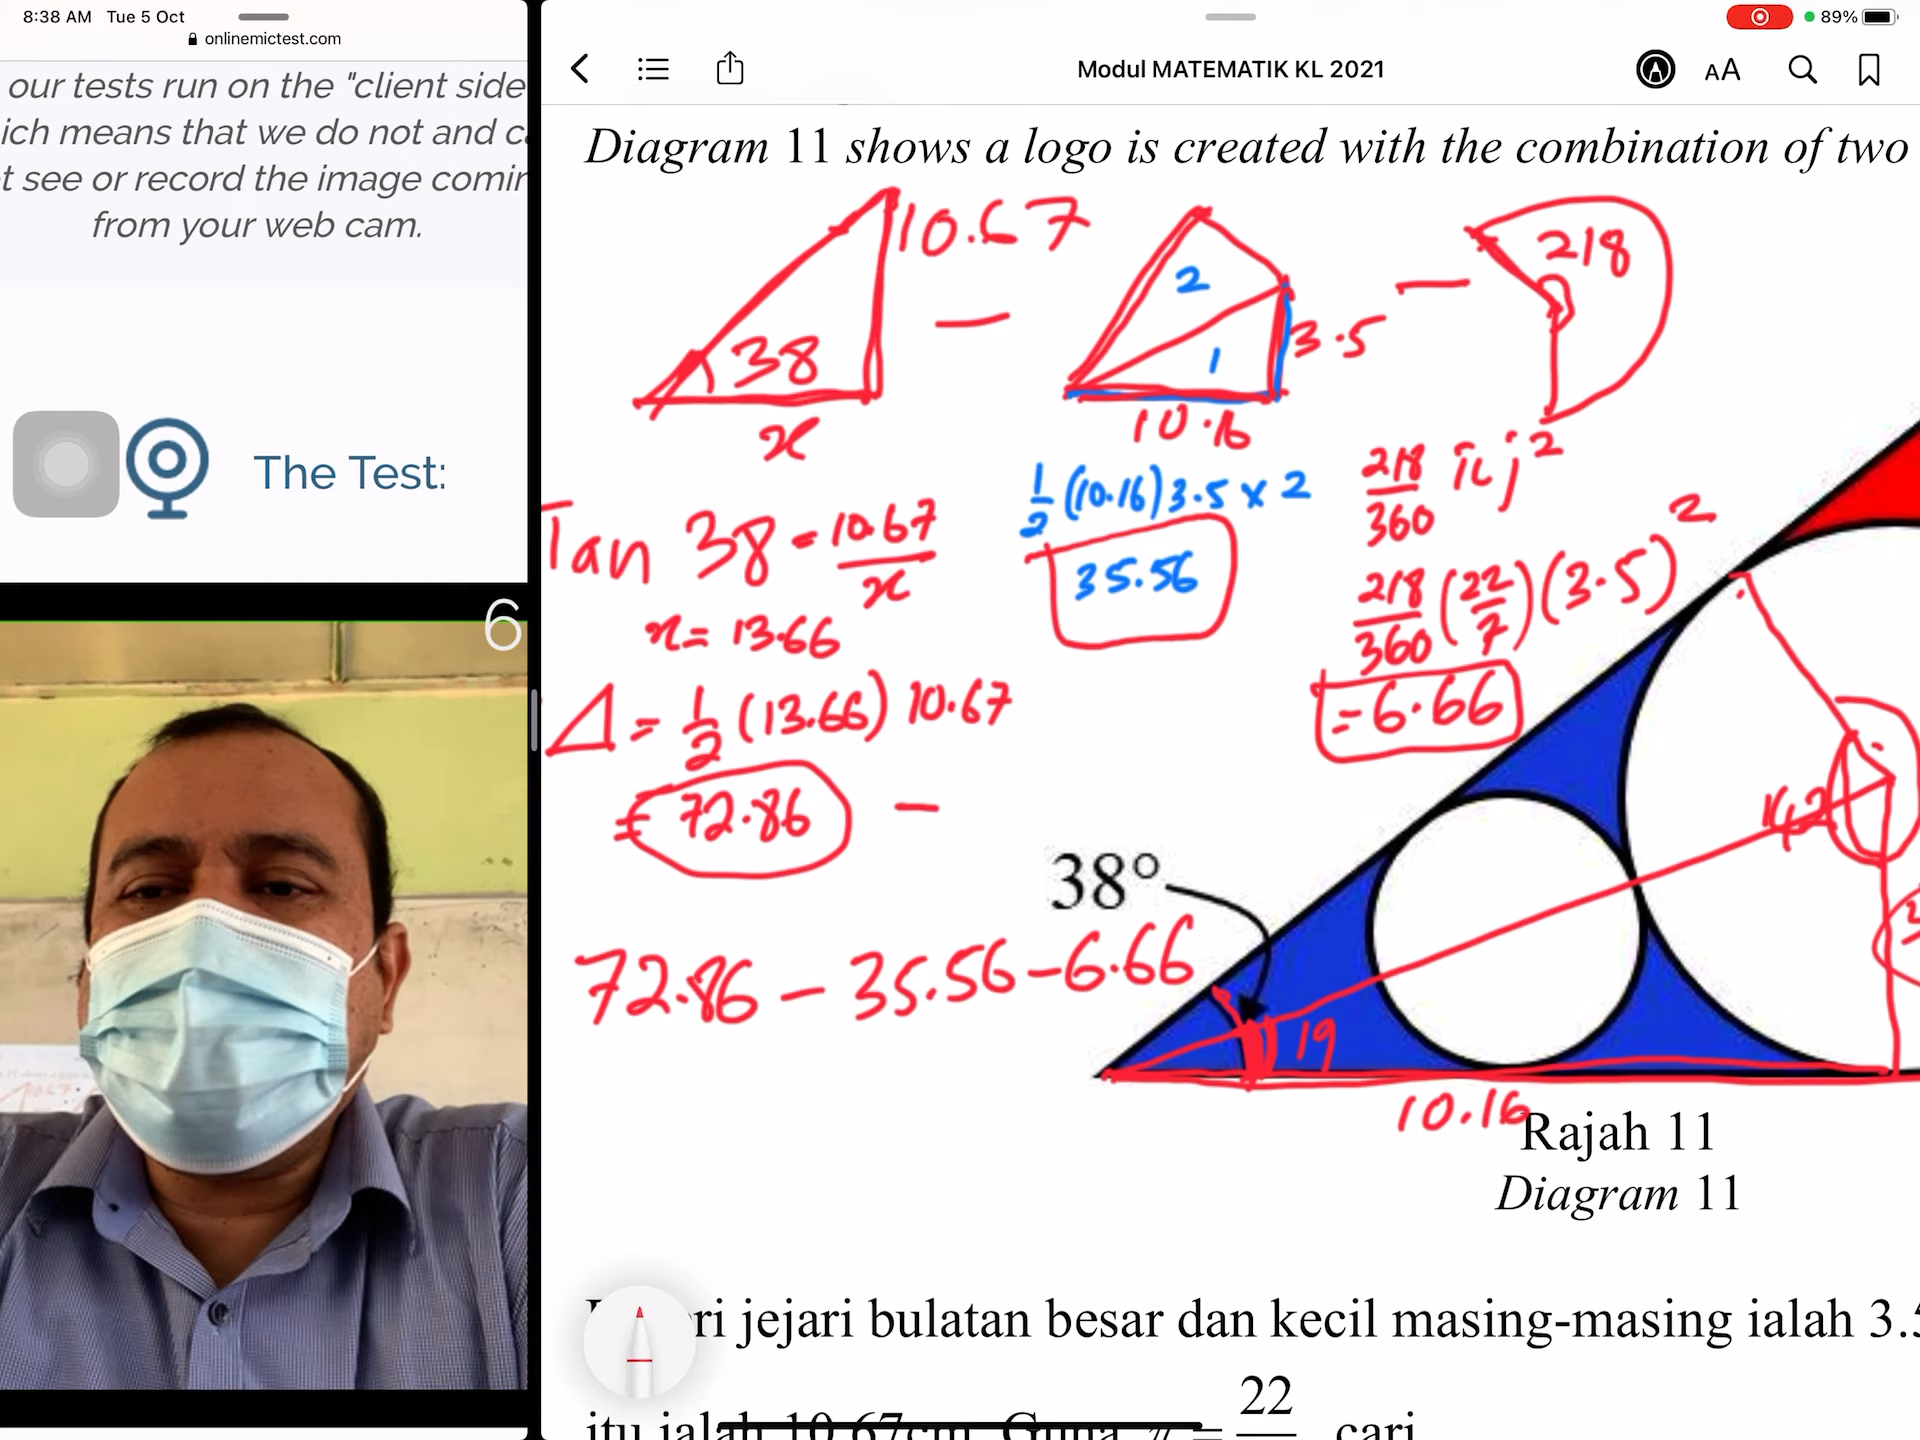 8:38 AM Tue 5 Oct
onlinemictest.com
our tests run on the "client side
ich means that we do not and c
t see or record the image comin
from your web cam.
The Test:
6
89%
Modul MATEMATIK KL 2021
AA
Diagram 11 shows a logo is created with the combination of two
10.67
38
x
2
1
3.5
10.16
218
Tan 38 = 10.67/x
x = 13.66
Δ = 1/2 (13.66) 10.67
= 72.86 –
1/2 (10.16) 3.5 x 2
35.56
218/360 π j²
218/360 (22/7) (3.5)²
= 6.66
72.86 – 35.56 – 6.66
38°
19
10.16
Rajah 11
Diagram 11
ri jejari bulatan besar dan kecil masing-masing ialah 3.5
itu ialah 10.67cm. Guna π = 22 cari